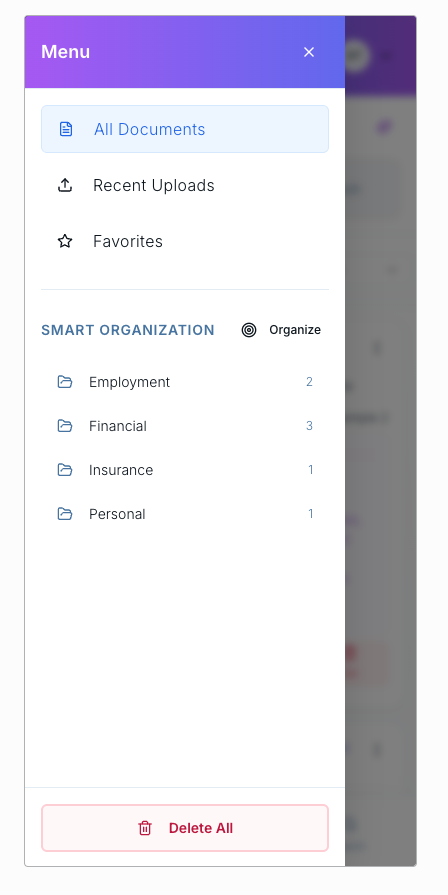 Menu
All Documents
Recent Uploads
Favorites
SMART ORGANIZATION Organize
Employment 2
Financial 3
Insurance 1
Personal 1
Delete All